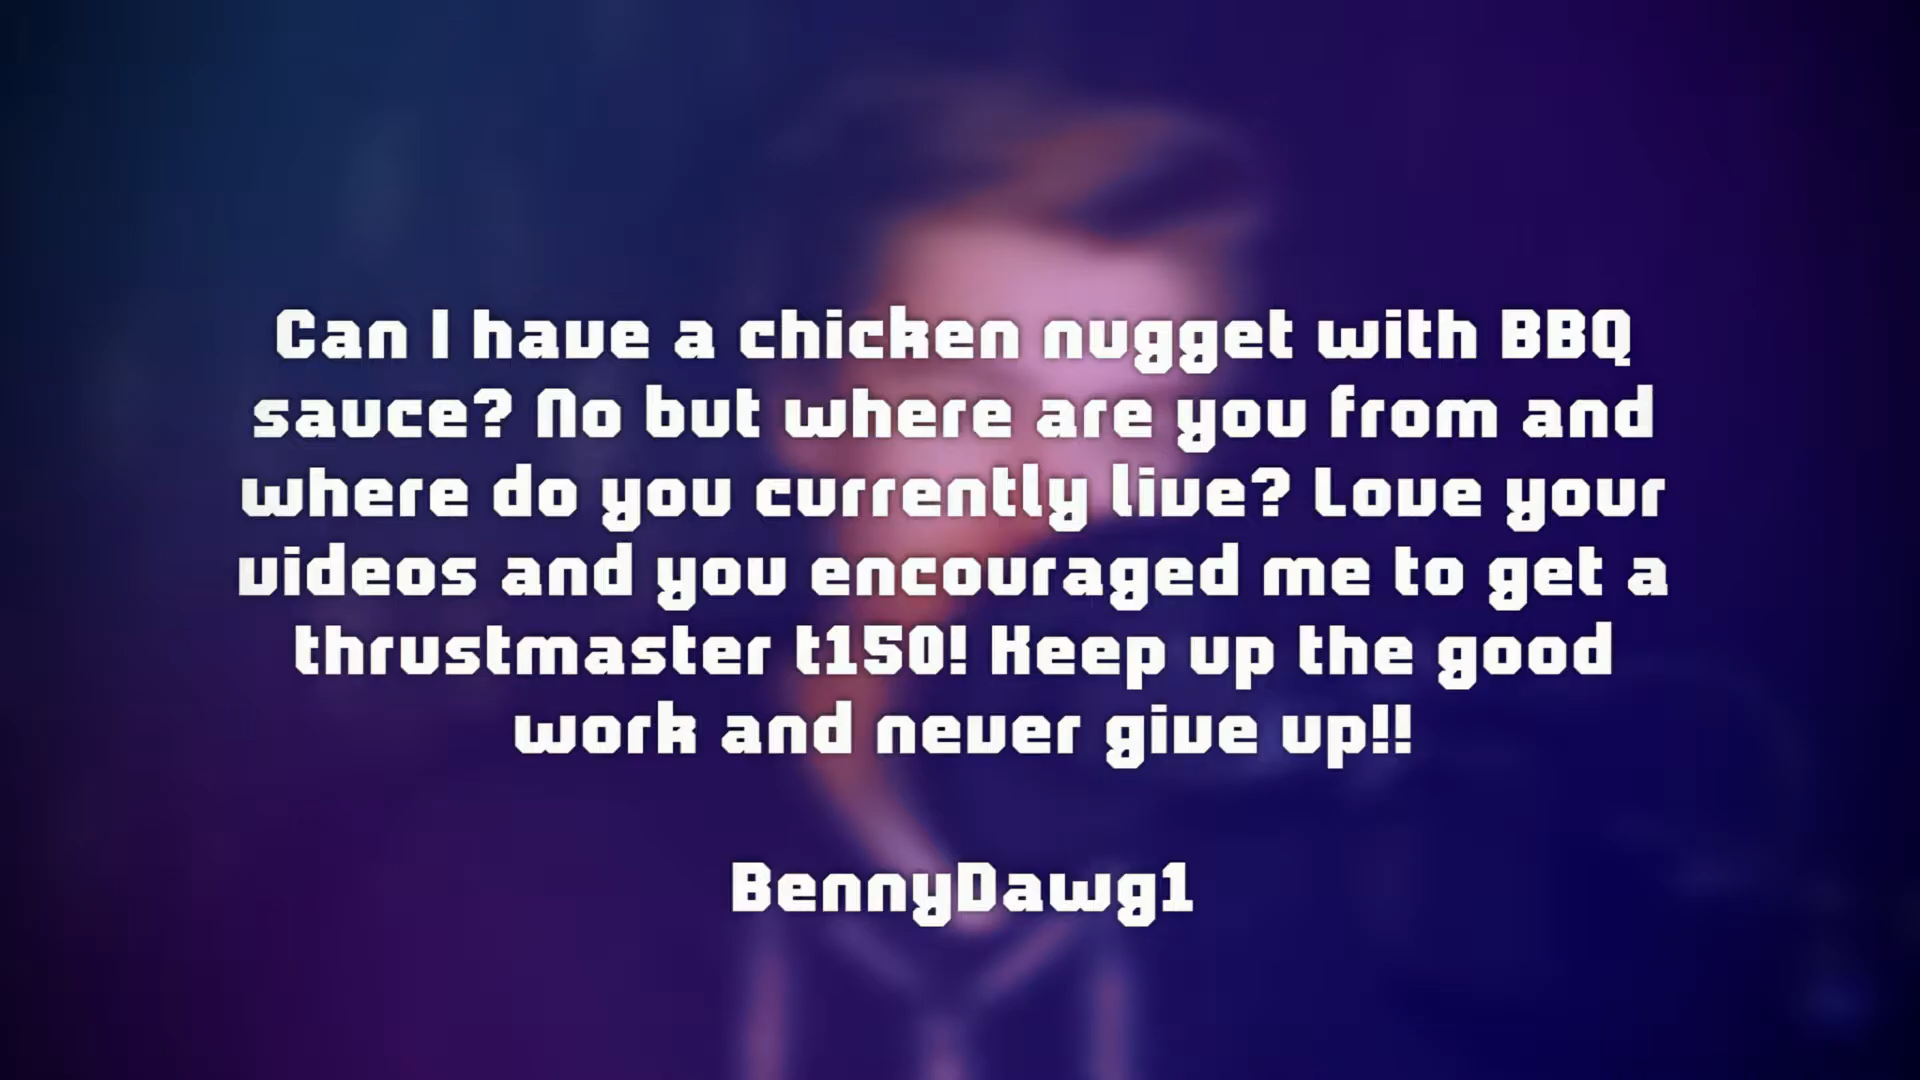 Can I have a chicken nugget with BBQ
sauce? No but where are you from and
where do you currently live? Love your
videos and you encouraged me to get a
thrustmaster t150! Keep up the good
work and never give up!!
BennyDawg1